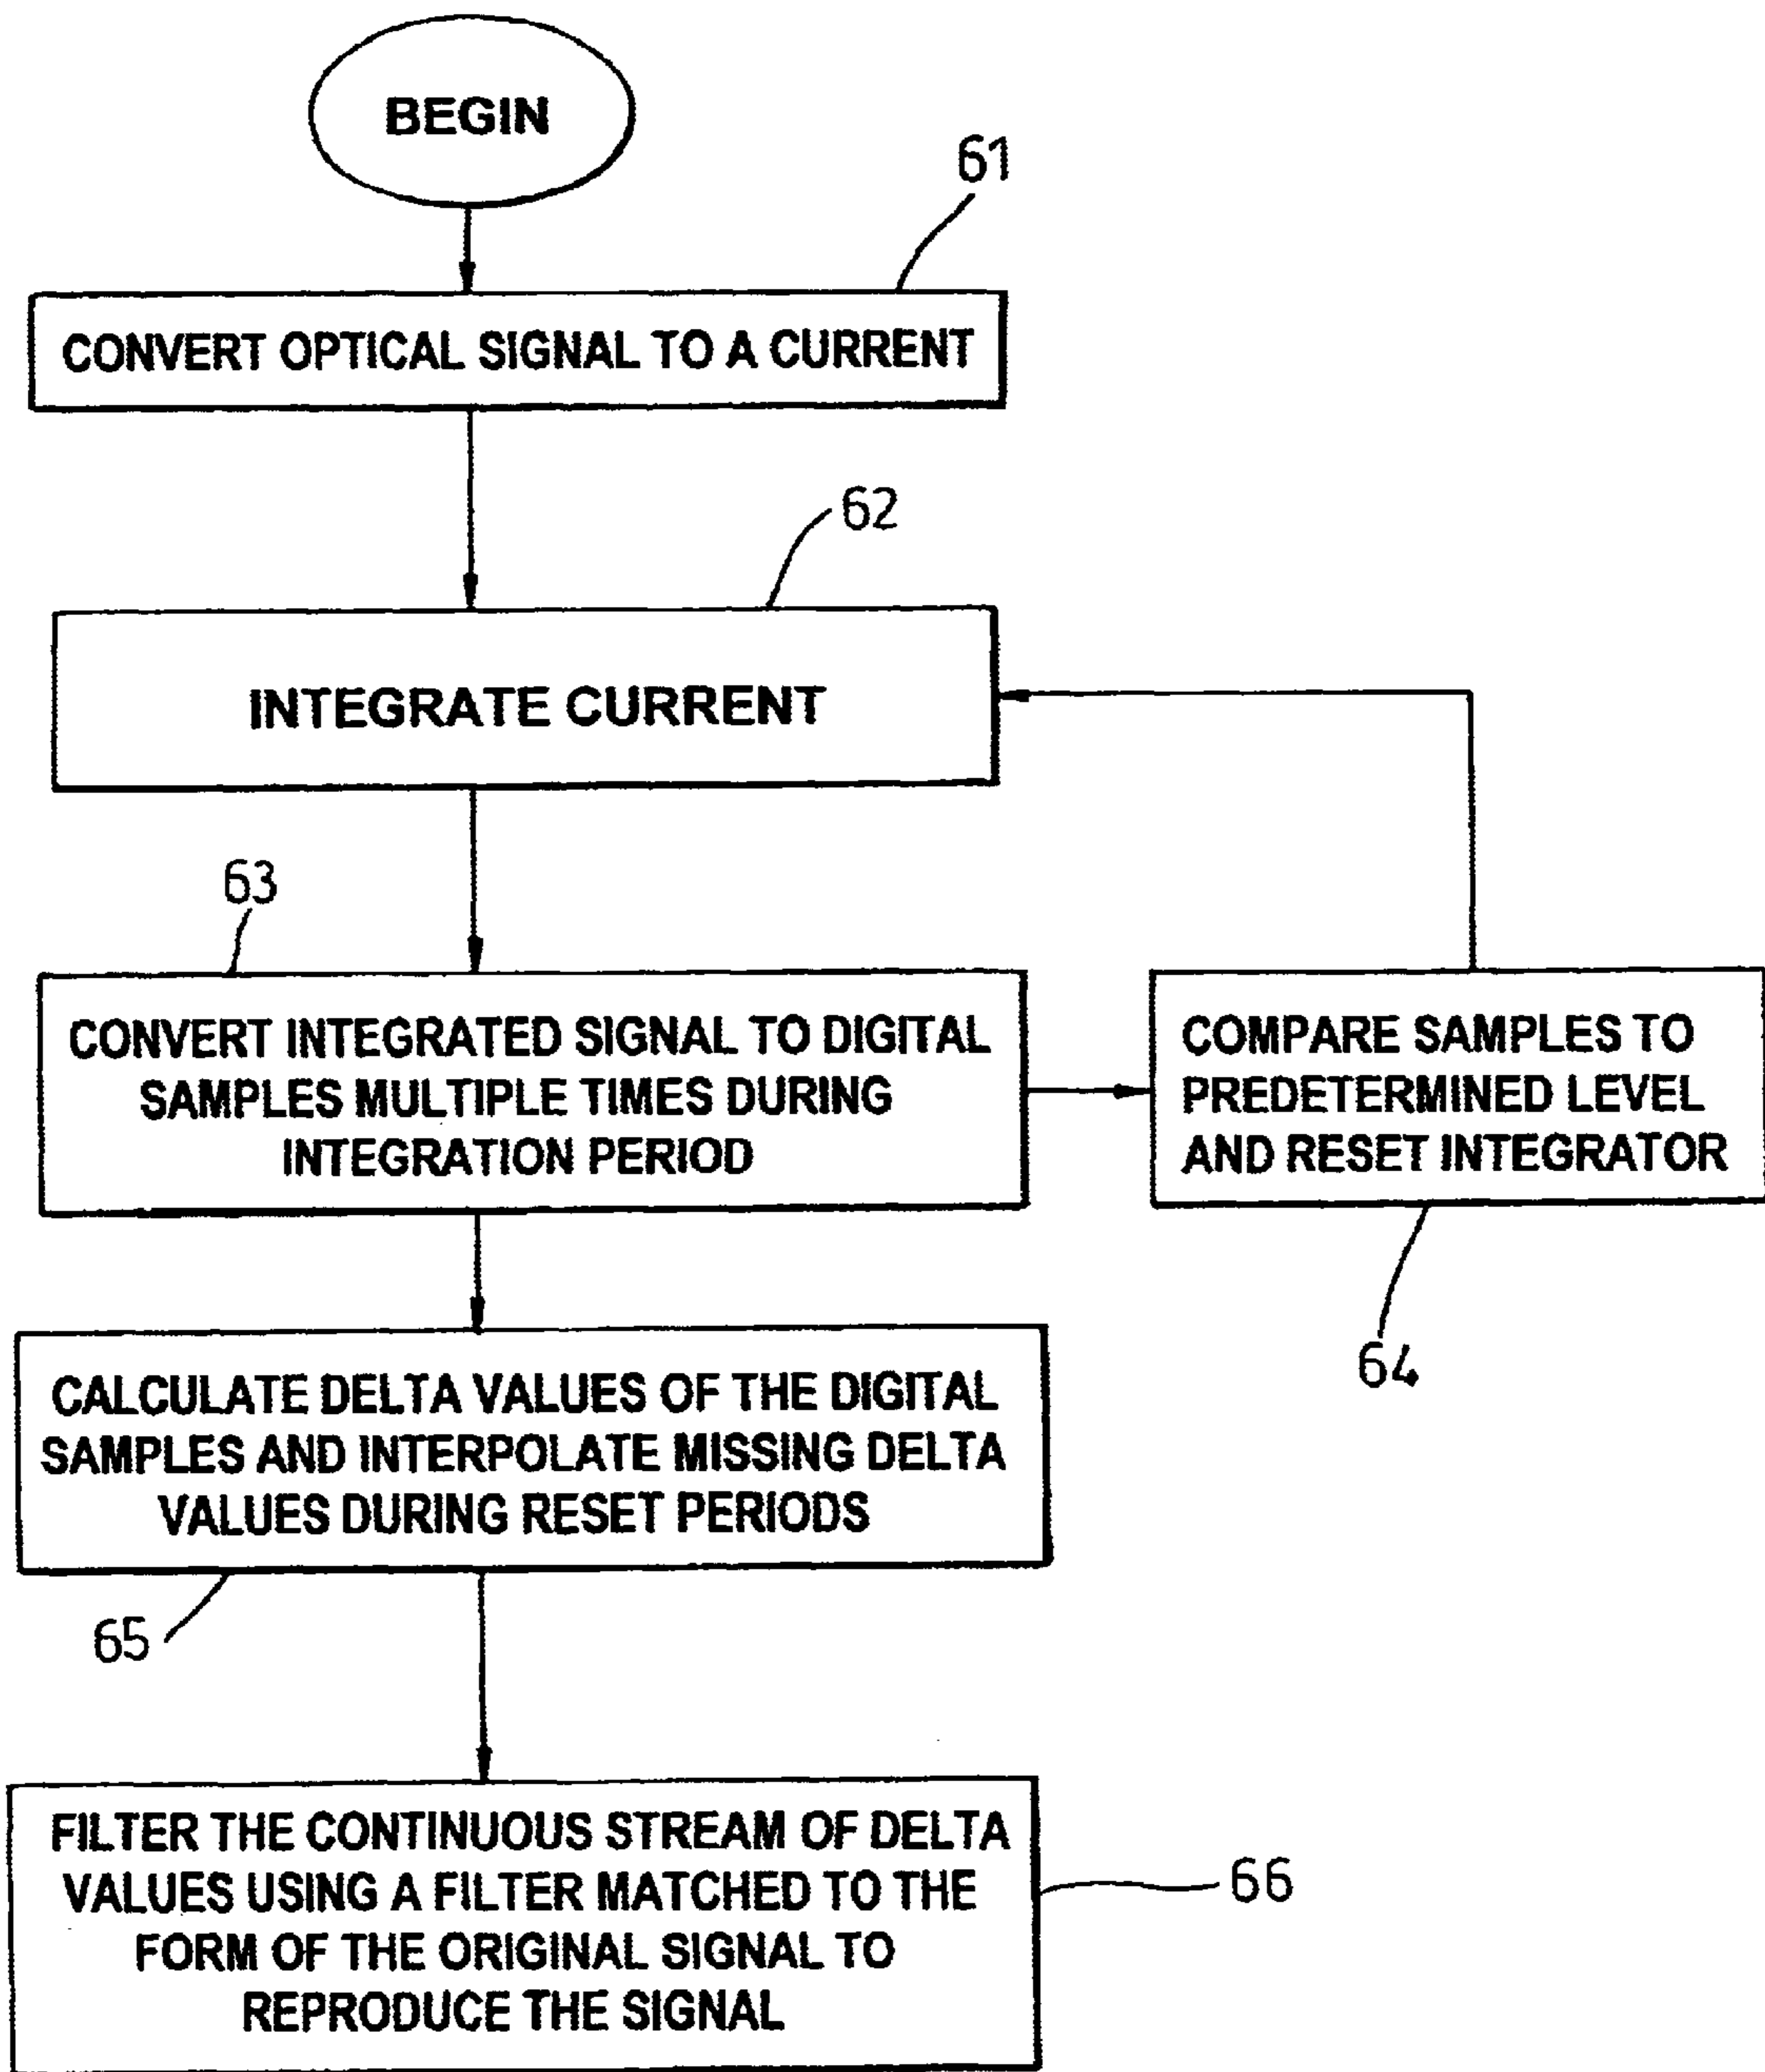 BEGIN
61
CONVERT OPTICAL SIGNAL TO A CURRENT
62
INTEGRATE CURRENT
63
CONVERT INTEGRATED SIGNAL TO DIGITAL
SAMPLES MULTIPLE TIMES DURING
INTEGRATION PERIOD
COMPARE SAMPLES TO
PREDETERMINED LEVEL
AND RESET INTEGRATOR
64
CALCULATE DELTA VALUES OF THE DIGITAL
SAMPLES AND INTERPOLATE MISSING DELTA
VALUES DURING RESET PERIODS
65
FILTER THE CONTINUOUS STREAM OF DELTA
VALUES USING A FILTER MATCHED TO THE
FORM OF THE ORIGINAL SIGNAL TO
REPRODUCE THE SIGNAL
66